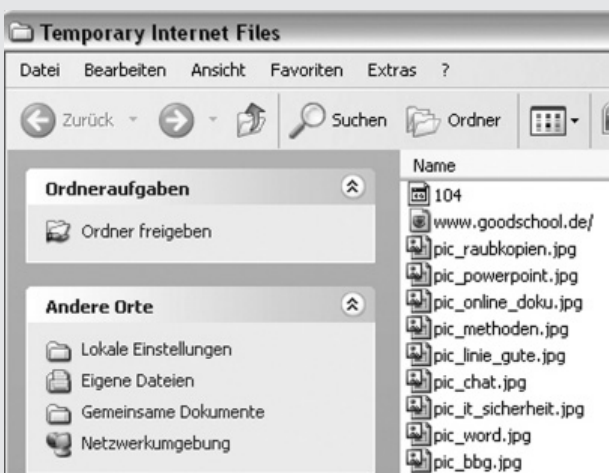 Temporary Internet Files
Datei Bearbeiten Ansicht Favoriten Extras ?
Zurück Suchen Ordner
Ordneraufgaben
Ordner freigeben
Andere Orte
Lokale Einstellungen
Eigene Dateien
Gemeinsame Dokumente
Netzwerkumgebung
Name
104
www.goodschool.de/
pic_raubkopien.jpg
pic_powerpoint.jpg
pic_online_doku.jpg
pic_methoden.jpg
pic_linie_gute.jpg
pic_chat.jpg
pic_it_sicherheit.jpg
pic_word.jpg
pic_bbg.jpg